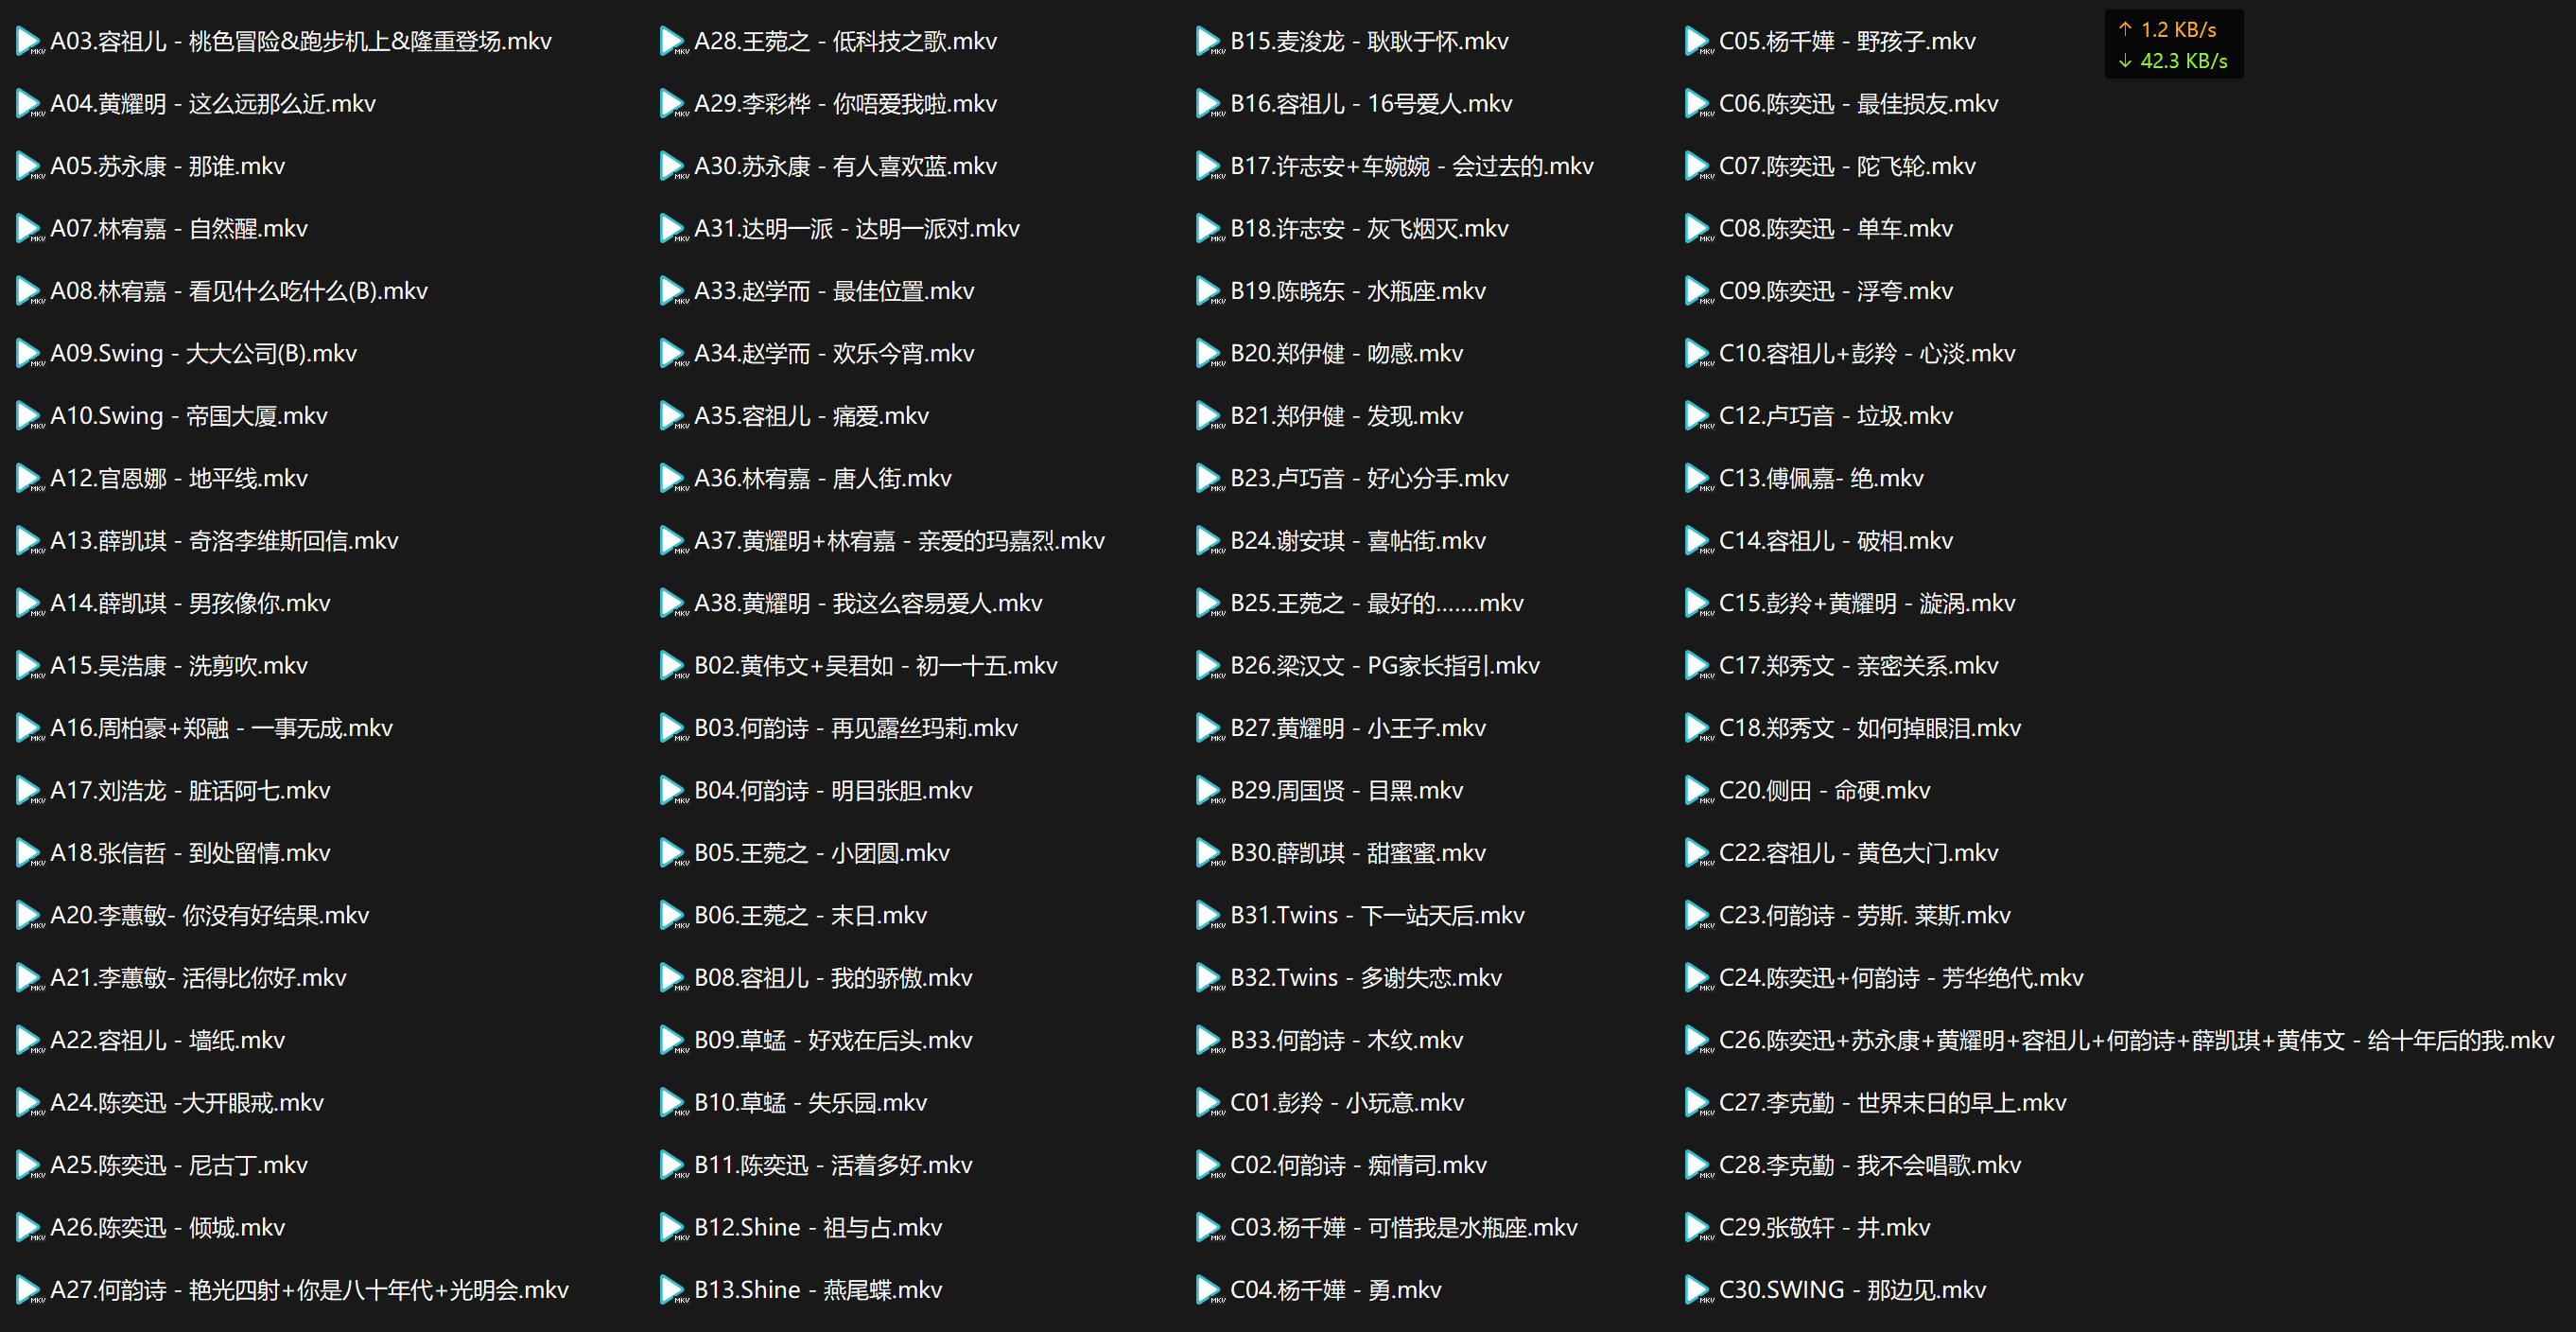 A03.容祖儿 - 桃色冒险&跑步机上&隆重登场.mkv
A04.黄耀明 - 这么远那么近.mkv
A05.苏永康 - 那谁.mkv
A07.林宥嘉 - 自然醒.mkv
A08.林宥嘉 - 看见什么吃什么(B).mkv
A09.Swing - 大大公司(B).mkv
A10.Swing - 帝国大厦.mkv
A12.官恩娜 - 地平线.mkv
A13.薛凯琪 - 奇洛李维斯回信.mkv
A14.薛凯琪 - 男孩像你.mkv
A15.吴浩康 - 洗剪吹.mkv
A16.周柏豪+郑融 - 一事无成.mkv
A17.刘浩龙 - 脏话阿七.mkv
A18.张信哲 - 到处留情.mkv
A20.李蕙敏- 你没有好结果.mkv
A21.李蕙敏- 活得比你好.mkv
A22.容祖儿 - 墙纸.mkv
A24.陈奕迅 -大开眼戒.mkv
A25.陈奕迅 - 尼古丁.mkv
A26.陈奕迅 - 倾城.mkv
A27.何韵诗 - 艳光四射+你是八十年代+光明会.mkv
A28.王菀之 - 低科技之歌.mkv
A29.李彩桦 - 你唔爱我啦.mkv
A30.苏永康 - 有人喜欢蓝.mkv
A31.达明一派 - 达明一派对.mkv
A33.赵学而 - 最佳位置.mkv
A34.赵学而 - 欢乐今宵.mkv
A35.容祖儿 - 痛爱.mkv
A36.林宥嘉 - 唐人街.mkv
A37.黄耀明+林宥嘉 - 亲爱的玛嘉烈.mkv
A38.黄耀明 - 我这么容易爱人.mkv
B02.黄伟文+吴君如 - 初一十五.mkv
B03.何韵诗 - 再见露丝玛莉.mkv
B04.何韵诗 - 明目张胆.mkv
B05.王菀之 - 小团圆.mkv
B06.王菀之 - 末日.mkv
B08.容祖儿 - 我的骄傲.mkv
B09.草蜢 - 好戏在后头.mkv
B10.草蜢 - 失乐园.mkv
B11.陈奕迅 - 活着多好.mkv
B12.Shine - 祖与占.mkv
B13.Shine - 燕尾蝶.mkv
B15.麦浚龙 - 耿耿于怀.mkv
B16.容祖儿 - 16号爱人.mkv
B17.许志安+车婉婉 - 会过去的.mkv
B18.许志安 - 灰飞烟灭.mkv
B19.陈晓东 - 水瓶座.mkv
B20.郑伊健 - 吻感.mkv
B21.郑伊健 - 发现.mkv
B23.卢巧音 - 好心分手.mkv
B24.谢安琪 - 喜帖街.mkv
B25.王菀之 - 最好的.......mkv
B26.梁汉文 - PG家长指引.mkv
B27.黄耀明 - 小王子.mkv
B29.周国贤 - 目黑.mkv
B30.薛凯琪 - 甜蜜蜜.mkv
B31.Twins - 下一站天后.mkv
B32.Twins - 多谢失恋.mkv
B33.何韵诗 - 木纹.mkv
C01.彭羚 - 小玩意.mkv
C02.何韵诗 - 痴情司.mkv
C03.杨千嬅 - 可惜我是水瓶座.mkv
C04.杨千嬅 - 勇.mkv
C05.杨千嬅 - 野孩子.mkv
C06.陈奕迅 - 最佳损友.mkv
C07.陈奕迅 - 陀飞轮.mkv
C08.陈奕迅 - 单车.mkv
C09.陈奕迅 - 浮夸.mkv
C10.容祖儿+彭羚 - 心淡.mkv
C12.卢巧音 - 垃圾.mkv
C13.傅佩嘉- 绝.mkv
C14.容祖儿 - 破相.mkv
C15.彭羚+黄耀明 - 漩涡.mkv
C17.郑秀文 - 亲密关系.mkv
C18.郑秀文 - 如何掉眼泪.mkv
C20.侧田 - 命硬.mkv
C22.容祖儿 - 黄色大门.mkv
C23.何韵诗 - 劳斯. 莱斯.mkv
C24.陈奕迅+何韵诗 - 芳华绝代.mkv
C26.陈奕迅+苏永康+黄耀明+容祖儿+何韵诗+薛凯琪+黄伟文 - 给十年后的我.mkv
C27.李克勤 - 世界末日的早上.mkv
C28.李克勤 - 我不会唱歌.mkv
C29.张敬轩 - 井.mkv
C30.SWING - 那边见.mkv
↑ 1.2 KB/s
↓ 42.3 KB/s